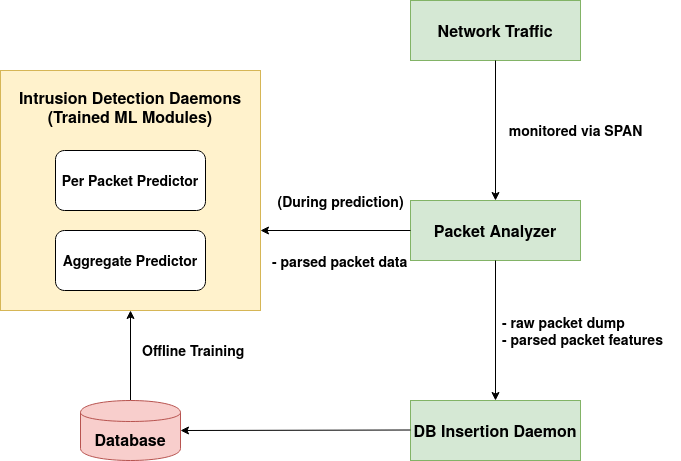 Network Traffic
Intrusion Detection Daemons
(Trained ML Modules)
monitored via SPAN
Per Packet Predictor
(During prediction)
Packet Analyzer
Aggregate Predictor
- parsed packet data
- raw packet dump
- parsed packet features
Offline Training
Database
DB Insertion Daemon